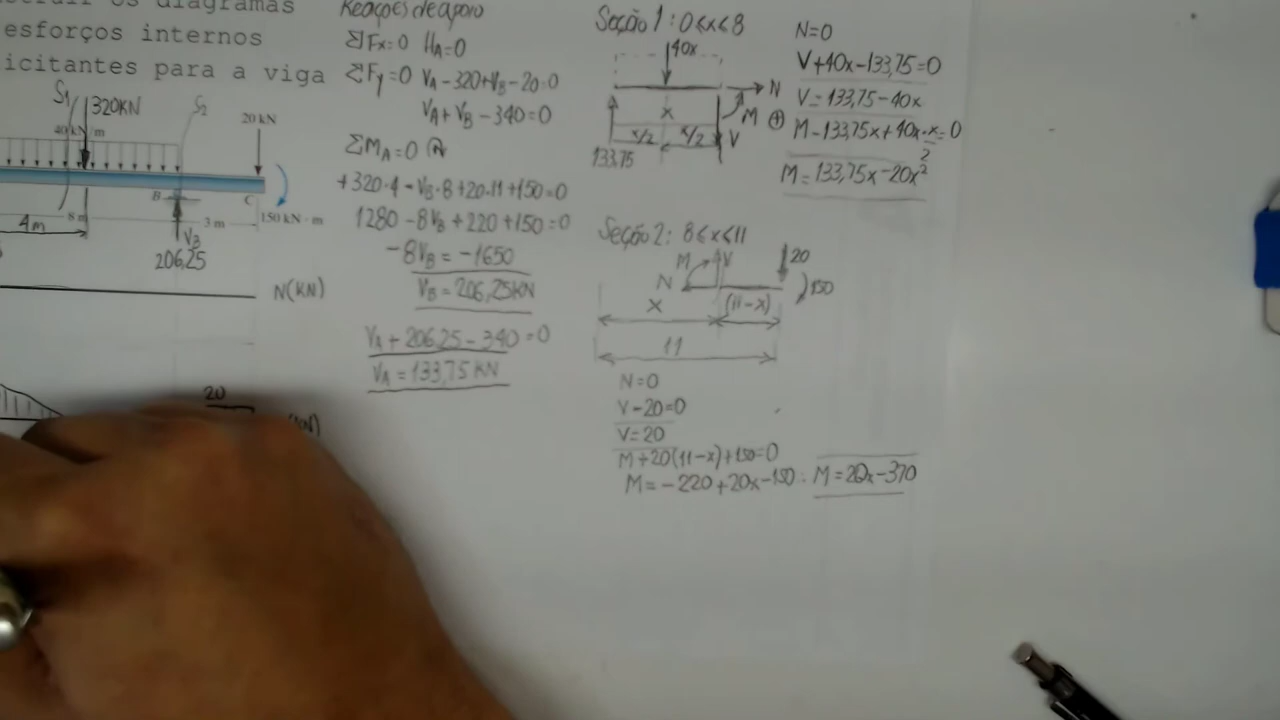 esforços internos
icitantes para a viga
S1
320KN
S2
20 kN
40 kN m
B
C
8 m
4m
3 m
150 kN · m
VB
206,25
N(KN)
20
Reações de apoio
ΣFx=0 HA=0
ΣFy=0 VA-320+VB-20=0
VA+VB-340=0
ΣMA=0
+320·4-VB·8+20·11+150=0
1280-8VB+220+150=0
-8VB=-1650
VB=206,25KN
VA+206,25-340=0
VA=133,75KN
Seção 1: 0<x<8
40x
N
M
V
x
x/2 x/2
133,75
N=0
V+40x-133,75=0
V=133,75-40x
M-133,75x+40x·x/2=0
M=133,75x-20x²
Seção 2: 8<x<11
M V 20
N 150
x (11-x)
11
N=0
V-20=0
V=20
M+20(11-x)+150=0
M=-220+20x-150∴ M=20x-370